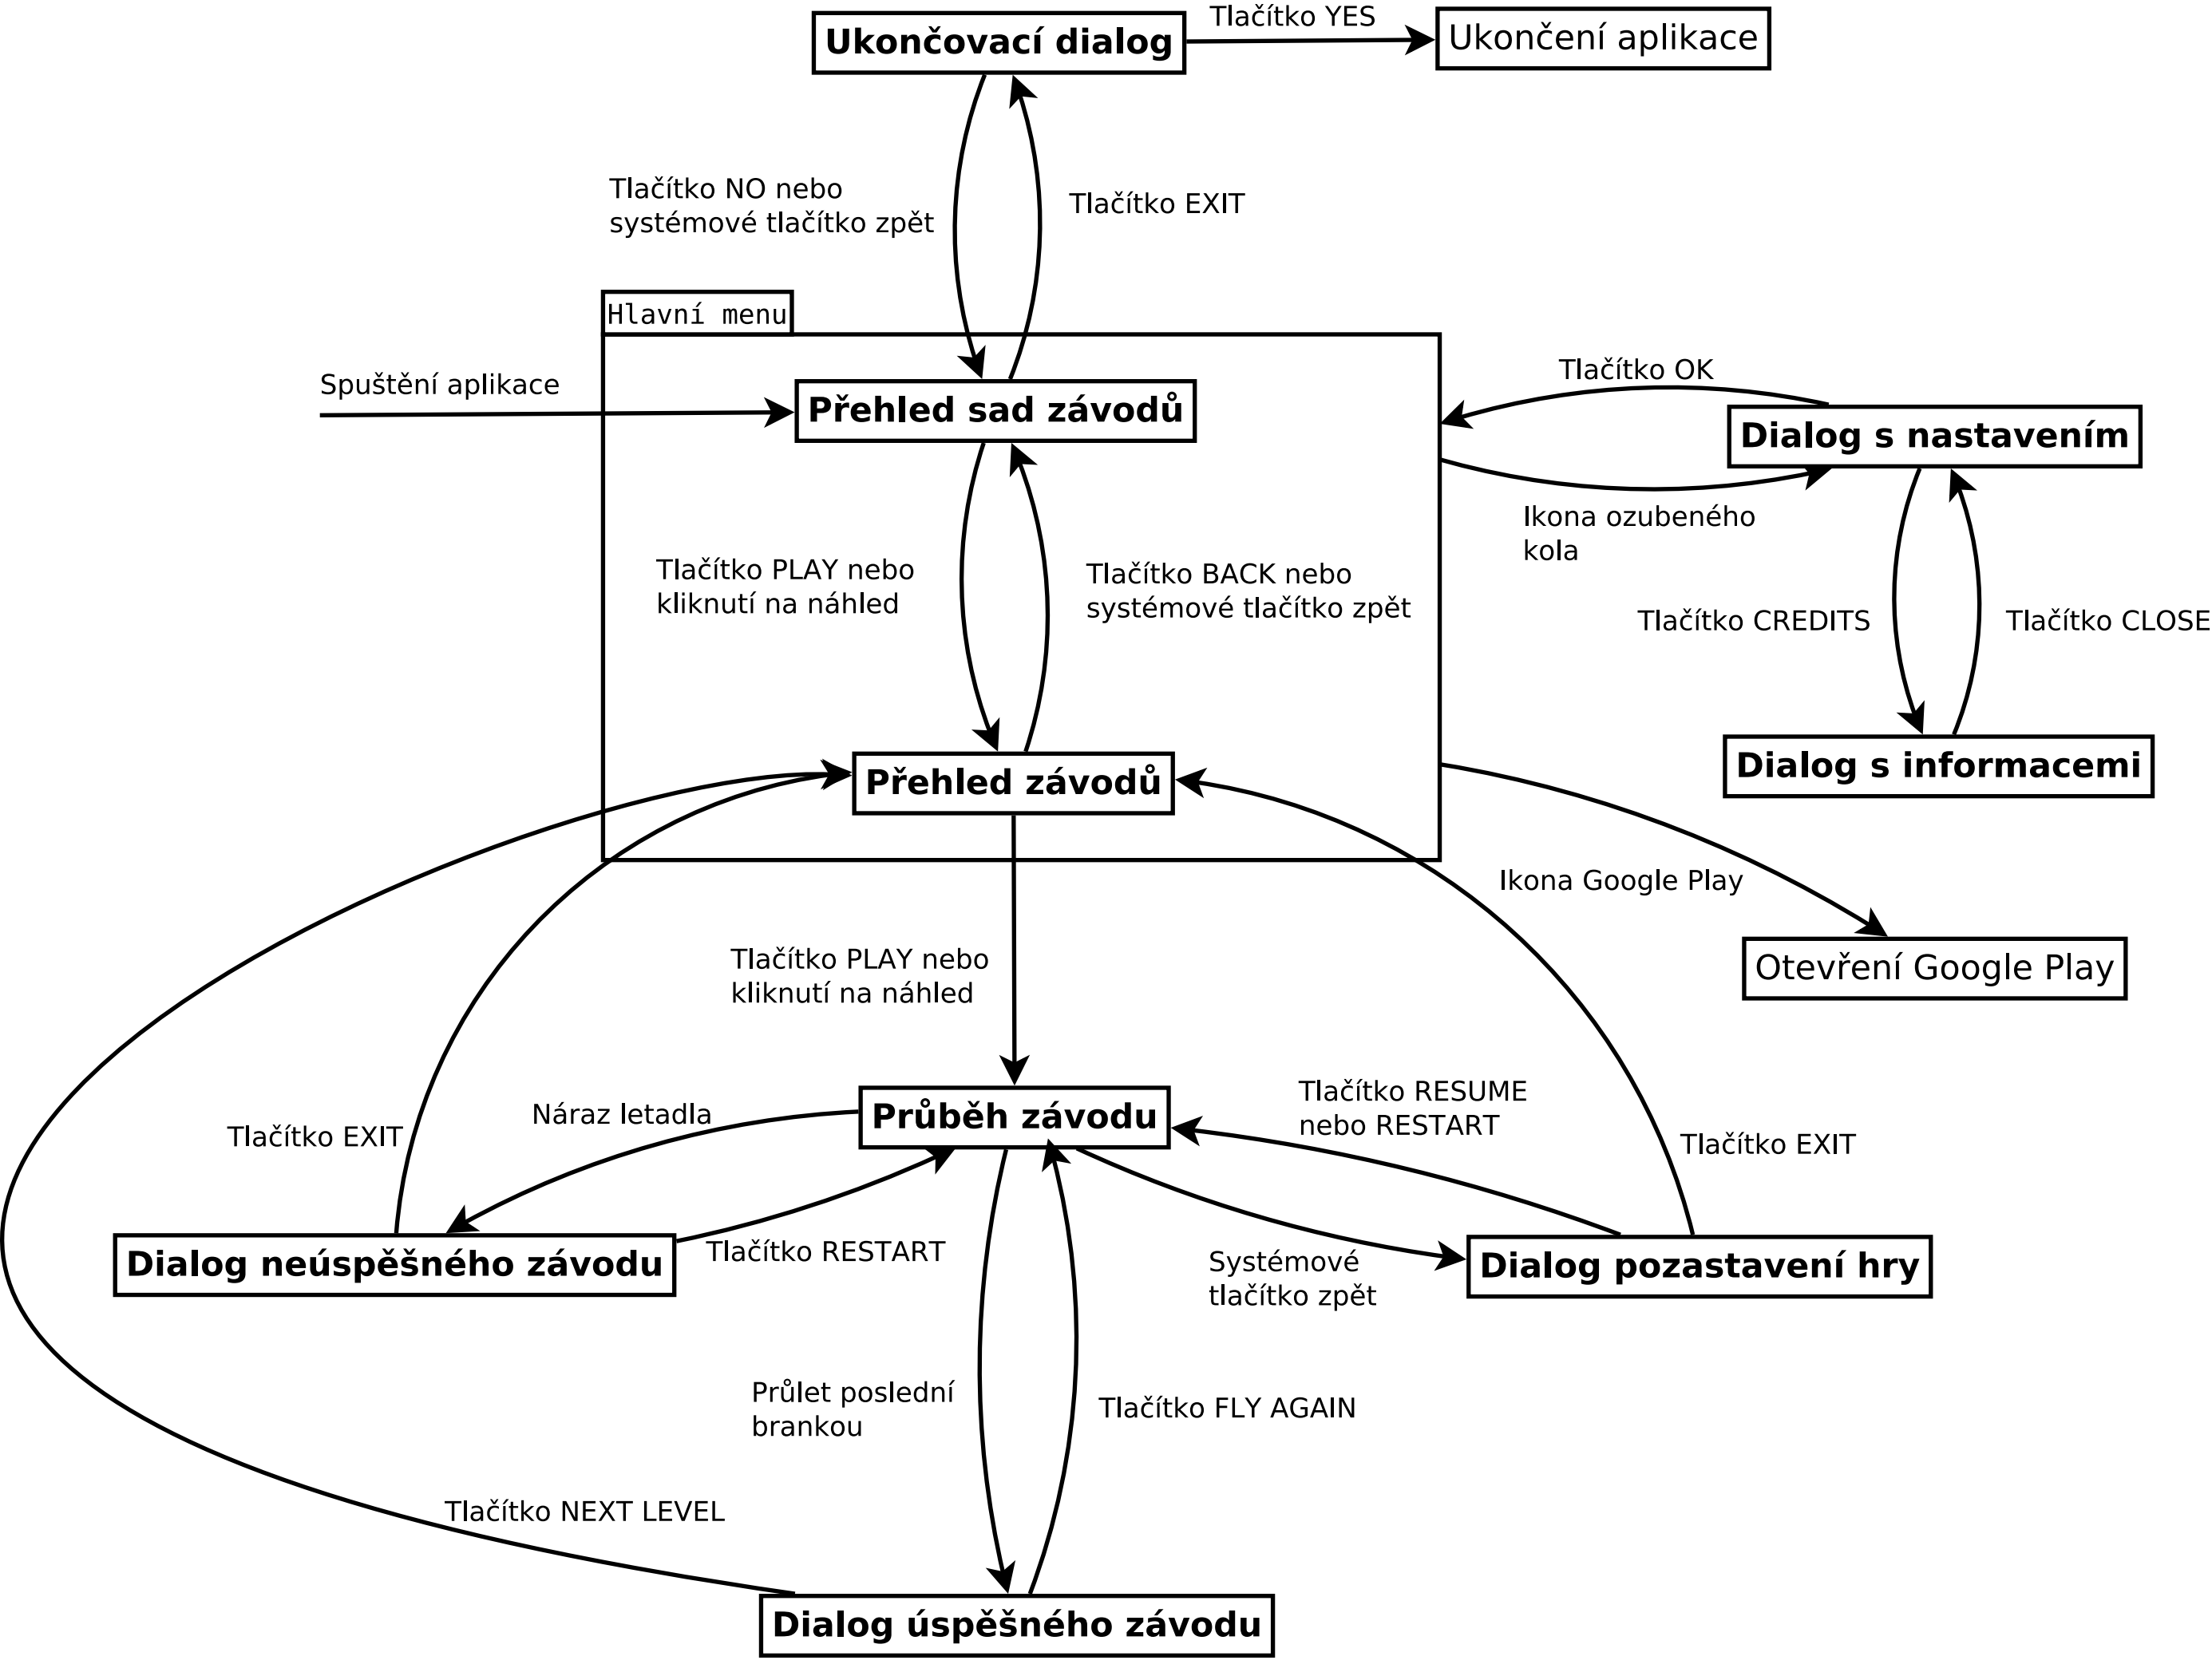 Tlačítko YES
Ukončovací dialog
Ukončení aplikace
Tlačítko NO nebo
systémové tlačítko zpět
Tlačítko EXIT
Hlavní menu
Spuštění aplikace
Přehled sad závodů
Tlačítko OK
Dialog s nastavením
Ikona ozubeného
kola
Tlačítko PLAY nebo
kliknutí na náhled
Tlačítko BACK nebo
systémové tlačítko zpět
Tlačítko CREDITS
Tlačítko CLOSE
Přehled závodů
Dialog s informacemi
Ikona Google Play
Otevření Google Play
Tlačítko PLAY nebo
kliknutí na náhled
Tlačítko EXIT
Náraz letadla
Průběh závodu
Tlačítko RESUME
nebo RESTART
Tlačítko EXIT
Dialog neúspěšného závodu
Tlačítko RESTART
Systémové
tlačítko zpět
Dialog pozastavení hry
Průlet poslední
brankou
Tlačítko FLY AGAIN
Tlačítko NEXT LEVEL
Dialog úspěšného závodu